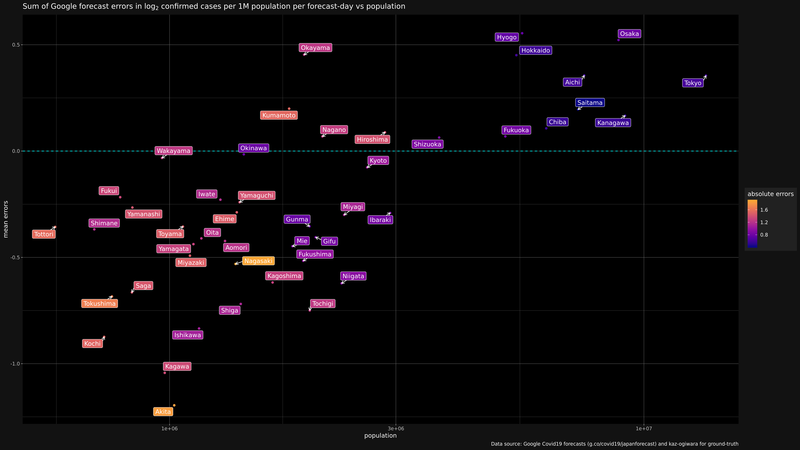 Sum of Google forecast errors in log2 confirmed cases per 1M population per forecast-day vs population
Osaka
Hyogo
Okayama
Hokkaido
0.5
Aichi
Tokyo
Saitama
Kumamoto
Chiba
Kanagawa
Nagano
Fukuoka
Hiroshima
Shizuoka
Okinawa
Wakayama
0.0
Kyoto
absolute errors
Fukui
Iwate
Yamaguchi
1.6
Miyagi
Yamanashi
1.2
Ehime
Gunma
Ibaraki
Shimane
0.8
Tottori
Toyama
Oita
Mie
Gifu
Yamagata
Aomori
Fukushima
mean errors
Nagasaki
Miyazaki
-0.5
Kagoshima
Niigata
Saga
Tokushima
Tochigi
Shiga
Ishikawa
Kochi
-1.0
Kagawa
Akita
1e+06
3e+06
1e+07
population
Data source: Google Covid19 forecasts (g.co/covid19/japanforecast) and kaz-ogiwara for ground-truth